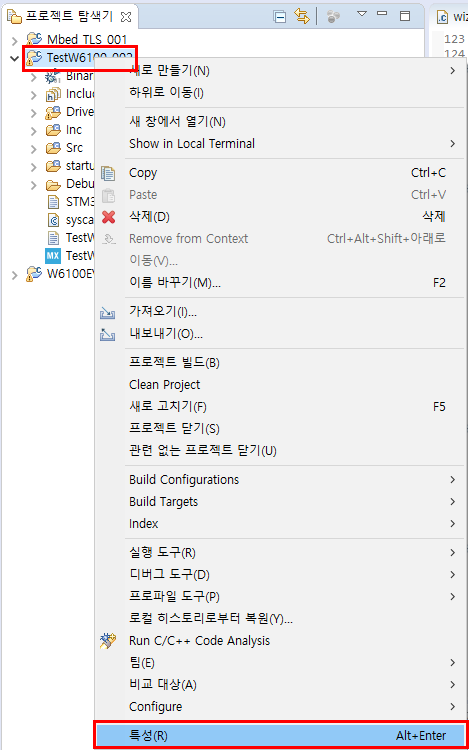 프로젝트 탐색기
wiz
123
124
Mbed_TLS_001
TestW6100_002
Binar
Includ
Drive
Inc
Src
startu
Debu
STM3
sysca
TestW
MX TestW
W6100EV
새로 만들기(N)
하위로 이동(I)
새 창에서 열기(N)
Show in Local Terminal
Copy Ctrl+C
Paste Ctrl+V
삭제(D) 삭제
Remove from Context Ctrl+Alt+Shift+아래로
이동(V)...
이름 바꾸기(M)... F2
가져오기(I)...
내보내기(O)...
프로젝트 빌드(B)
Clean Project
새로 고치기(F) F5
프로젝트 닫기(S)
관련 없는 프로젝트 닫기(U)
Build Configurations
Build Targets
Index
실행 도구(R)
디버그 도구(D)
프로파일 도구(P)
로컬 히스토리로부터 복원(Y)...
Run C/C++ Code Analysis
팀(E)
비교 대상(A)
Configure
특성(R) Alt+Enter